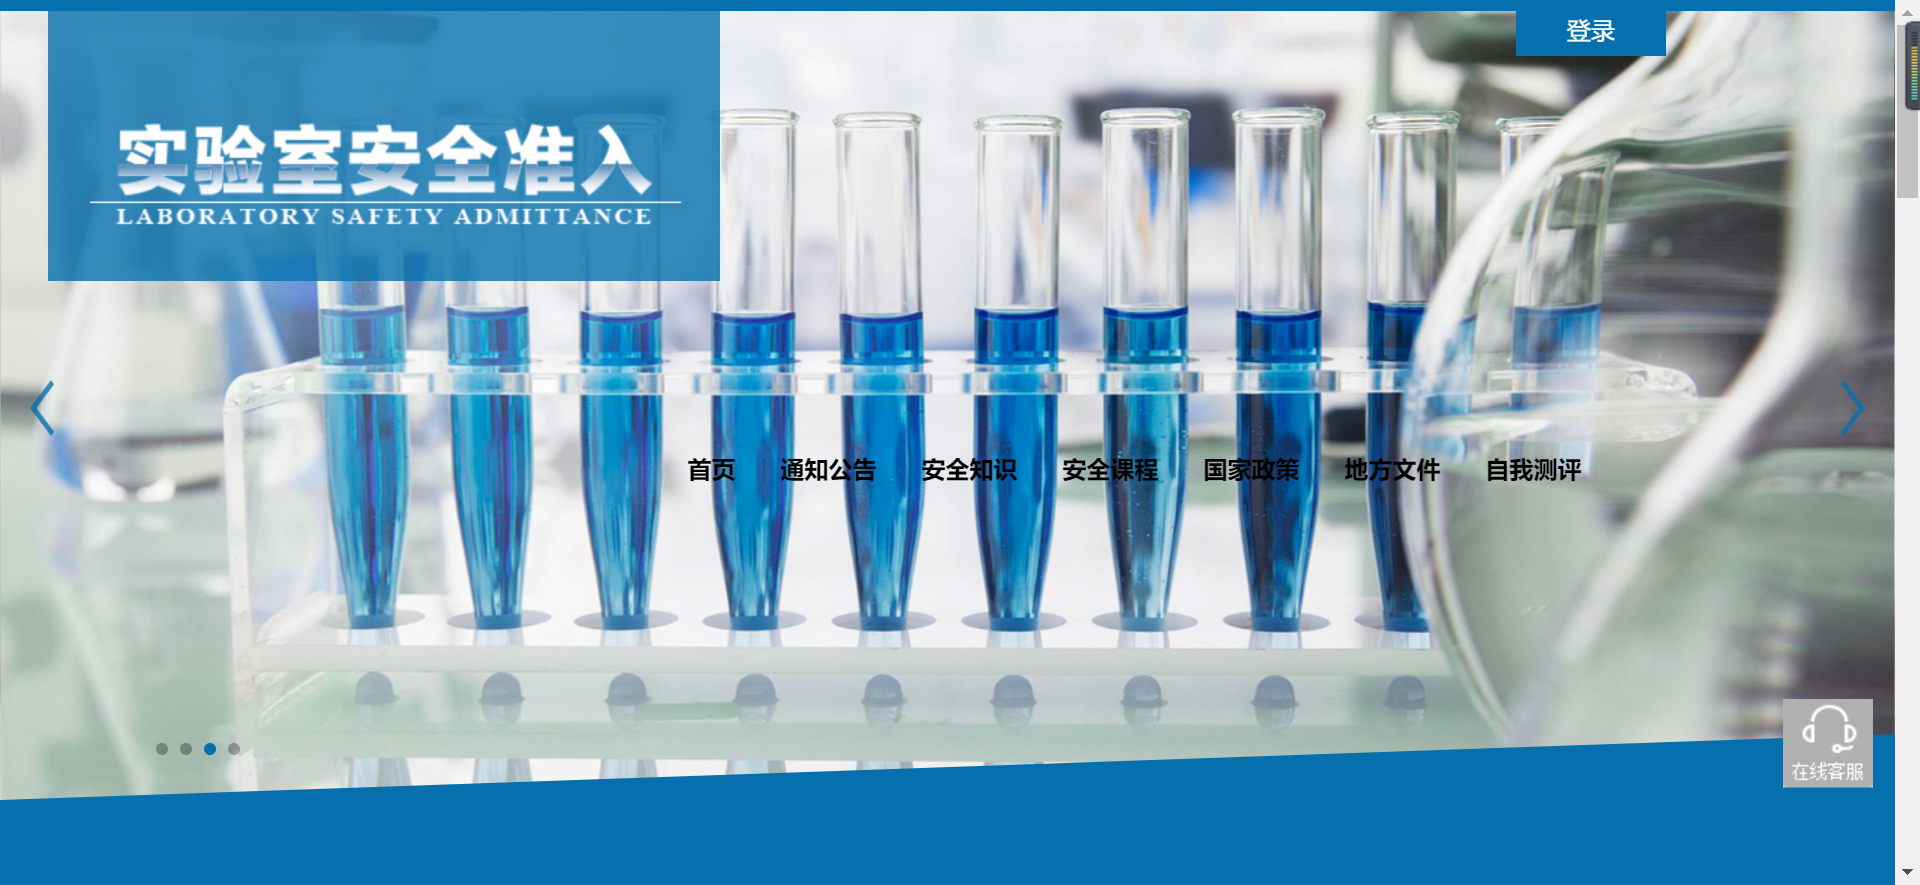 登录
实验室安全准入
LABORATORY SAFETY ADMITTANCE
首页 通知公告 安全知识 安全课程 国家政策 地方文件 自我测评
在线客服